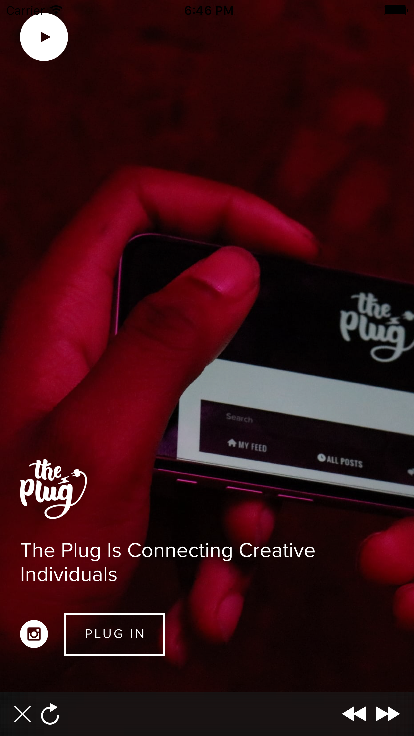 Carrier
6:46 PM
the
Plug
Search
MY FEED
ALL POSTS
the
Plug
The Plug Is Connecting Creative
Individuals
PLUG IN